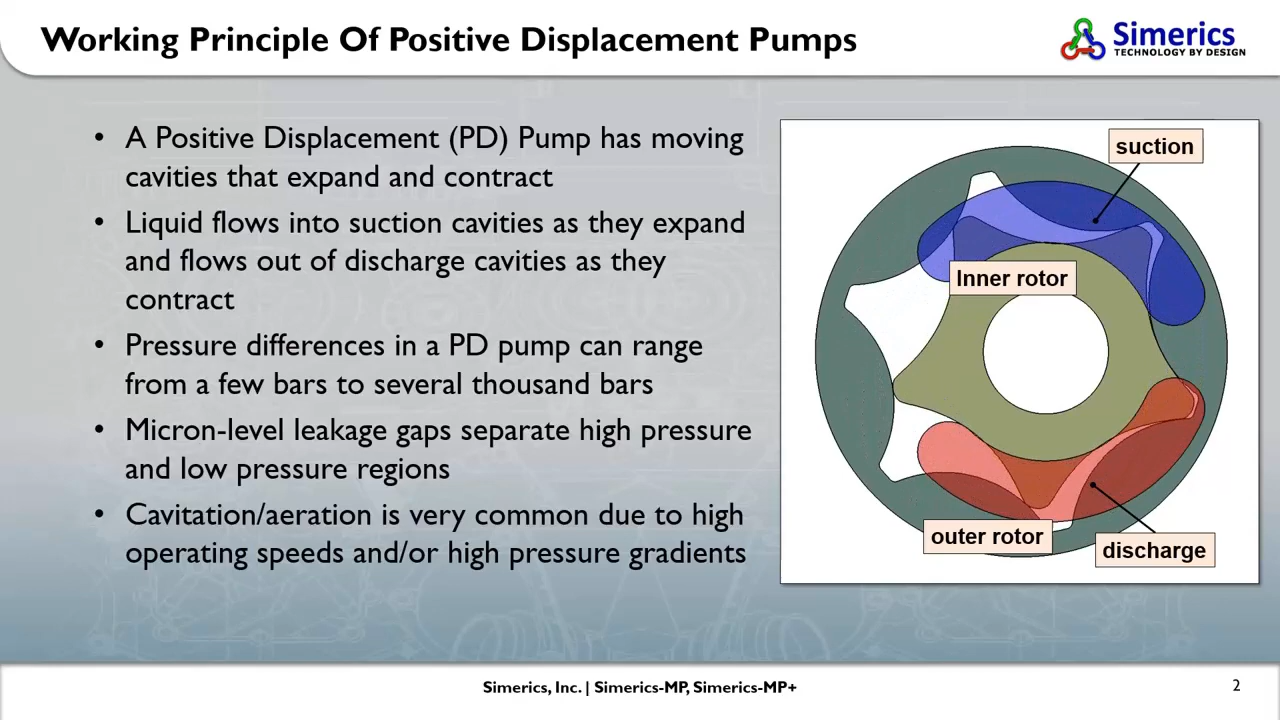 Working Principle Of Positive Displacement Pumps
Simerics
TECHNOLOGY BY DESIGN
• A Positive Displacement (PD) Pump has moving
cavities that expand and contract
• Liquid flows into suction cavities as they expand
and flows out of discharge cavities as they
contract
• Pressure differences in a PD pump can range
from a few bars to several thousand bars
• Micron-level leakage gaps separate high pressure
and low pressure regions
• Cavitation/aeration is very common due to high
operating speeds and/or high pressure gradients
suction
Inner rotor
outer rotor
discharge
Simerics, Inc. | Simerics-MP, Simerics-MP+
2